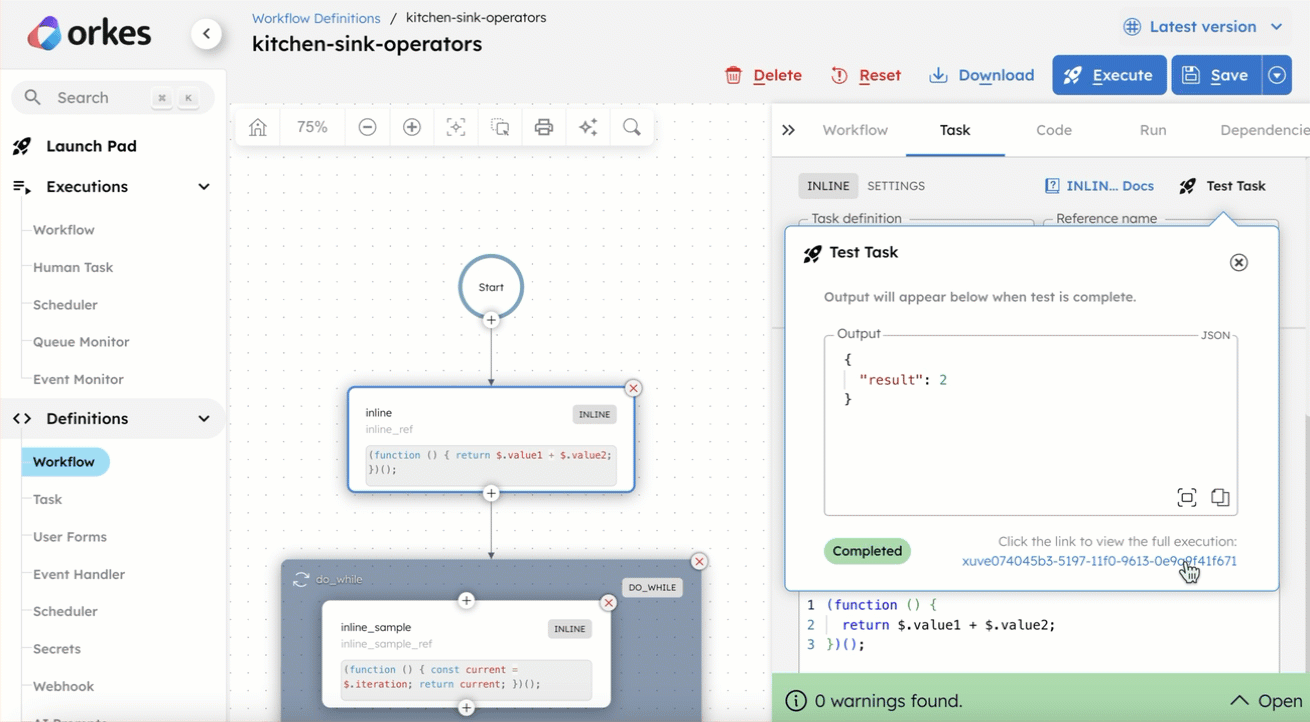 orkes
Search
⌘ K
Launch Pad
Executions
Workflow
Human Task
Scheduler
Queue Monitor
Event Monitor
Definitions
Workflow
Task
User Forms
Event Handler
Scheduler
Secrets
Webhook
Workflow Definitions / kitchen-sink-operators
kitchen-sink-operators
Latest version
Delete
Reset
Download
Execute
Save
75%
Start
inline
INLINE
inline_ref
(function () { return $.value1 + $.value2;
})();
do_while
DO_WHILE
inline_sample
INLINE
inline_sample_ref
(function () { const current =
$.iteration; return current; })();
Workflow
Task
Code
Run
Dependencie
INLINE SETTINGS
INLIN... Docs
Test Task
Task definition
Reference name
Test Task
Output will appear below when test is complete.
Output
JSON
{
"result": 2
}
Completed
Click the link to view the full execution:
1 (function () {
2 return $.value1 + $.value2;
3 })();
0 warnings found.
Open